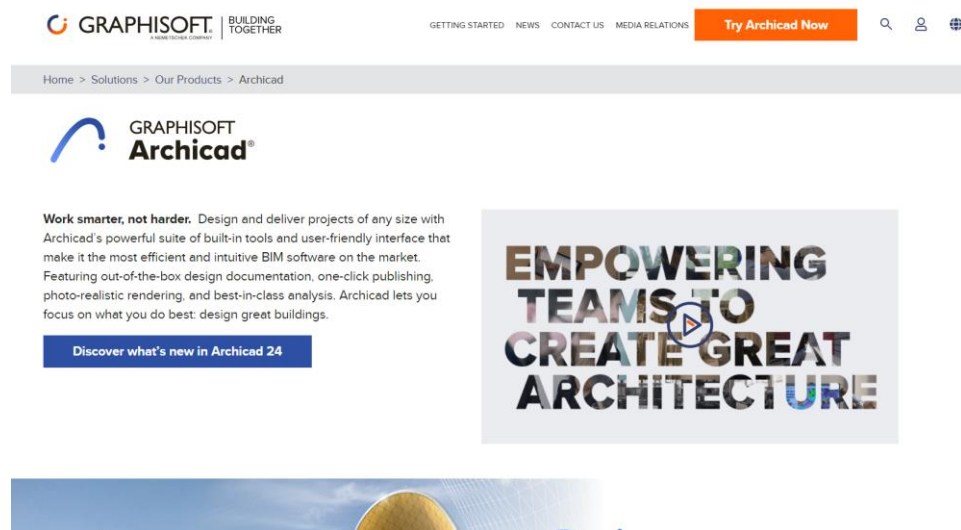 GRAPHISOFT.
A NEMETSCHEK COMPANY
BUILDING
TOGETHER
GETTING STARTED NEWS CONTACT US MEDIA RELATIONS Try Archicad Now
Home > Solutions > Our Products > Archicad
GRAPHISOFT
Archicad®
Work smarter, not harder. Design and deliver projects of any size with
Archicad's powerful suite of built-in tools and user-friendly interface that
make it the most efficient and intuitive BIM software on the market.
Featuring out-of-the-box design documentation, one-click publishing,
photo-realistic rendering, and best-in-class analysis. Archicad lets you
focus on what you do best: design great buildings.
Discover what's new in Archicad 24
EMPOWERING
TEAMS TO
CREATE GREAT
ARCHITECTURE